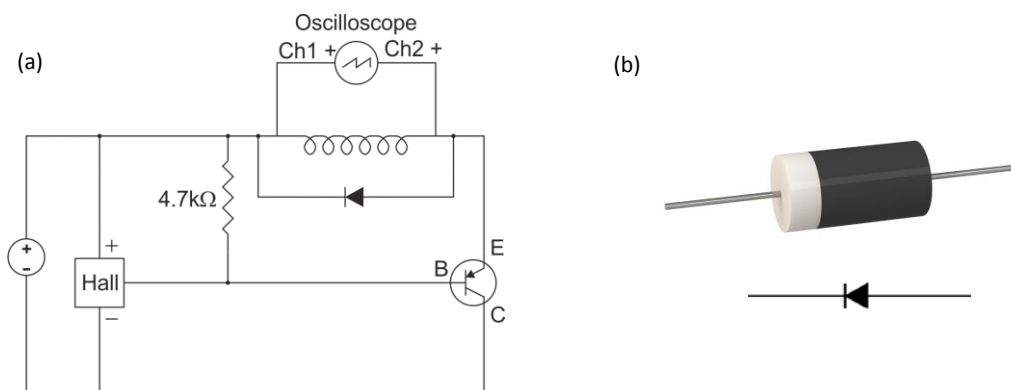 (a)
Oscilloscope
Ch1 + Ch2 +
4.7kΩ
+
-
+
Hall
−
B
E
C
(b)